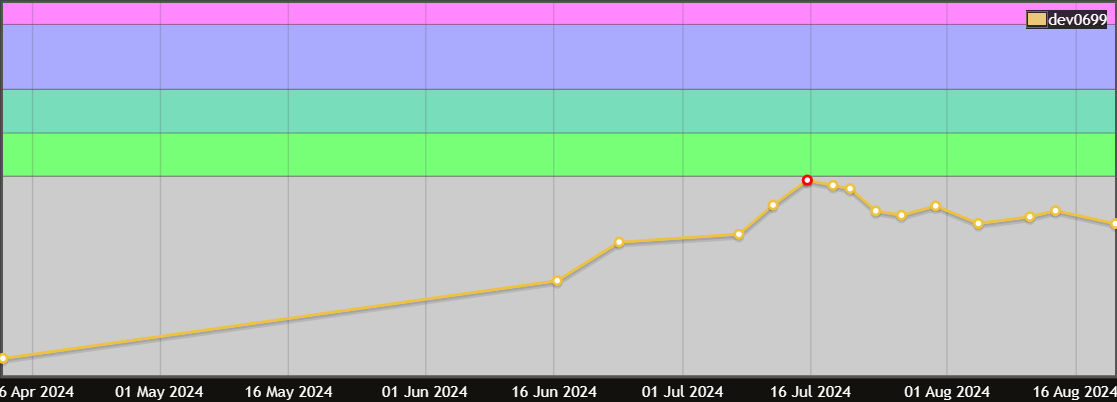 dev0699
6 Apr 2024
01 May 2024
16 May 2024
01 Jun 2024
16 Jun 2024
01 Jul 2024
16 Jul 2024
01 Aug 2024
16 Aug 2024